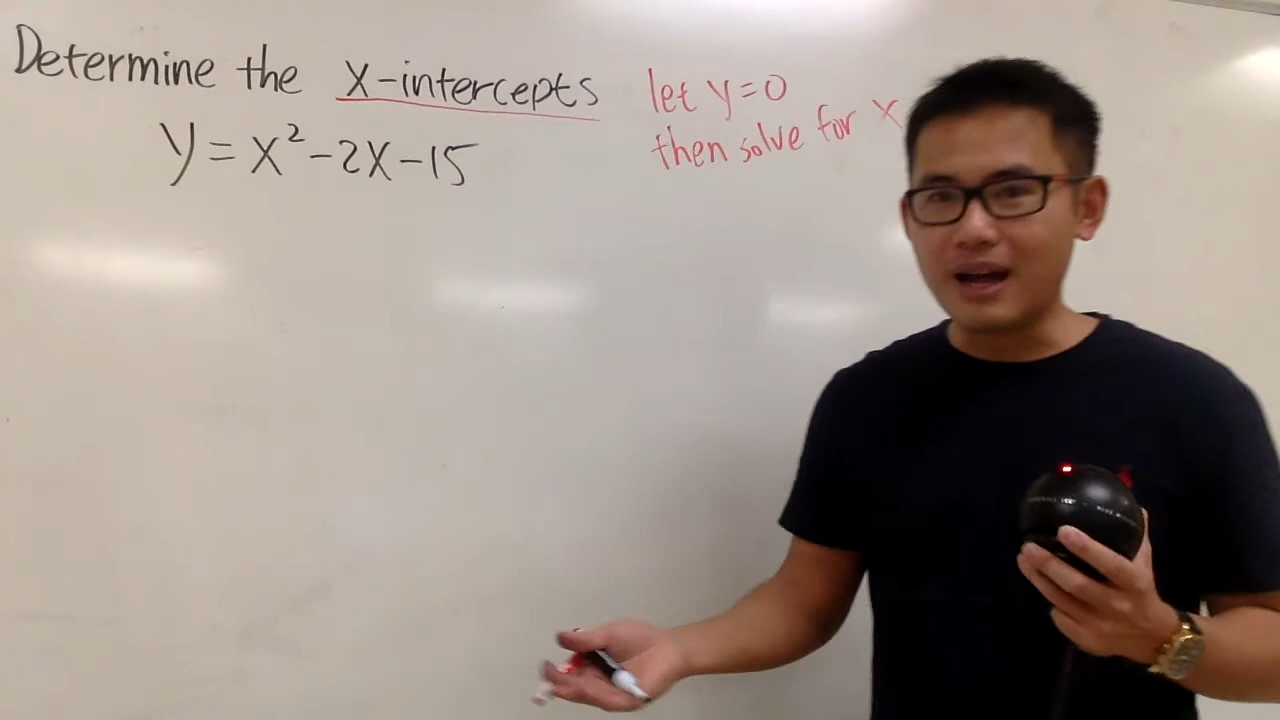 Determine the x-intercepts
y = x² - 2x - 15
let y = 0
then solve for x